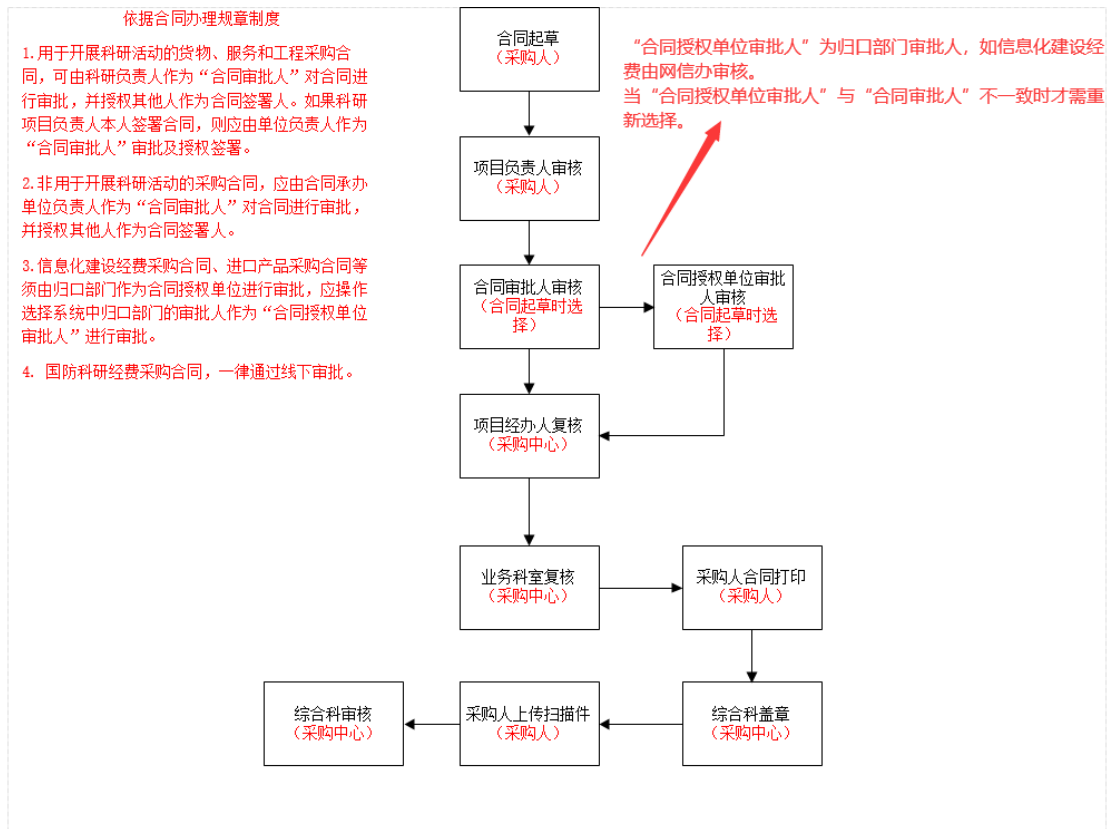 依据合同办理规章制度
1.用于开展科研活动的货物、服务和工程采购合
同，可由科研负责人作为“合同审批人”对合同进
行审批，并授权其他人作为合同签署人。如果科研
项目负责人本人签署合同，则应由单位负责人作为
“合同审批人”审批及授权签署。
2.非用于开展科研活动的采购合同，应由合同承办
单位负责人作为“合同审批人”对合同进行审批，
并授权其他人作为合同签署人。
3.信息化建设经费采购合同、进口产品采购合同等
须由归口部门作为合同授权单位进行审批，应操作
选择系统中归口部门的审批人作为“合同授权单位
审批人”进行审批。
4. 国防科研经费采购合同，一律通过线下审批。
合同起草
（采购人）
“合同授权单位审批人”为归口部门审批人，如信息化建设经
费由网信办审核。
当“合同授权单位审批人”与“合同审批人”不一致时才需重
新选择。
项目负责人审核
（采购人）
合同审批人审核
（合同起草时选
择）
合同授权单位审批
人审核
（合同起草时选
择）
项目经办人复核
（采购中心）
业务科室复核
（采购中心）
采购人合同打印
（采购人）
综合科盖章
（采购中心）
采购人上传扫描件
（采购人）
综合科审核
（采购中心）